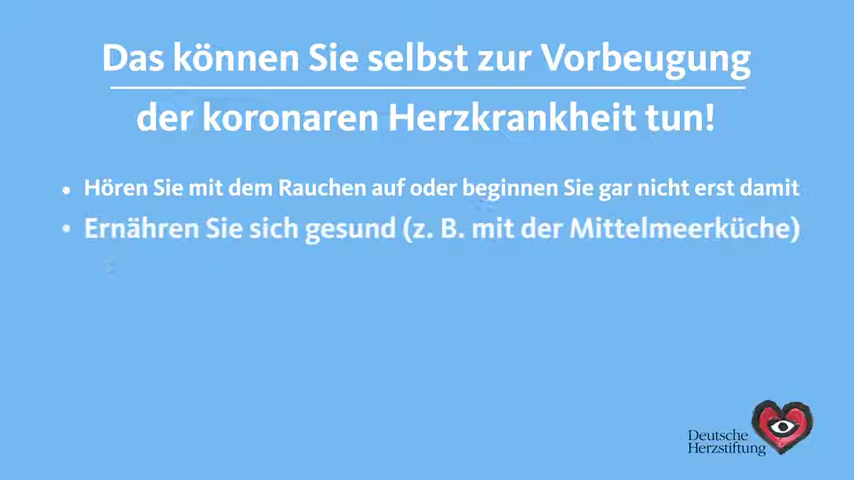 Das können Sie selbst zur Vorbeugung
der koronaren Herzkrankheit tun!
• Hören Sie mit dem Rauchen auf oder beginnen Sie gar nicht erst damit
• Ernähren Sie sich gesund (z. B. mit der Mittelmeerküche)
Deutsche
Herzstiftung